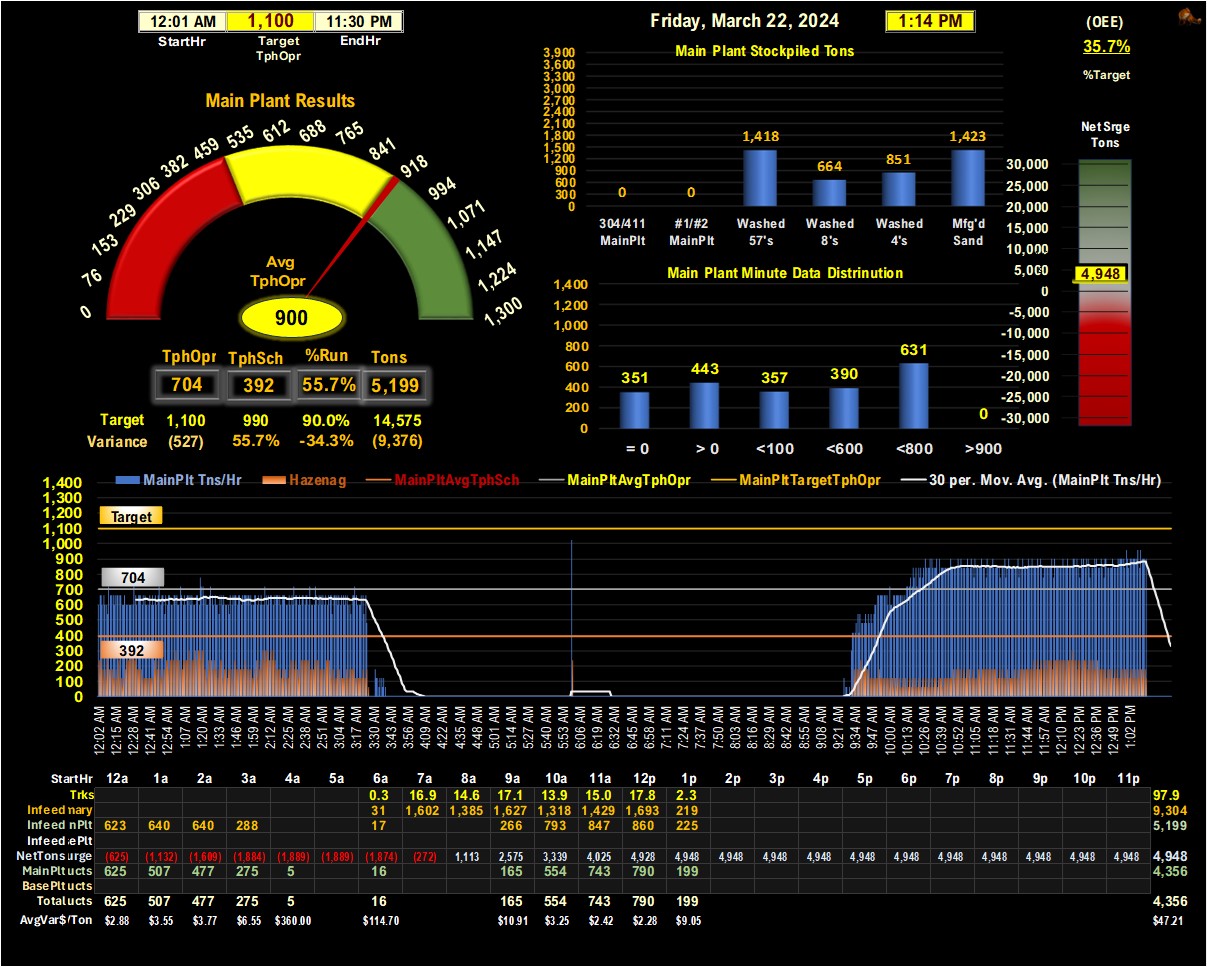 12:01 AM 1,100 11:30 PM
StartHr Target TphOpr EndHr
Friday, March 22, 2024 1:14 PM
(OEE)
35.7%
%Target
Main Plant Results
0 76 153 229 306 382 459 535 612 688 765 841 918 994 1,071 1,147 1,224 1,300
Avg
TphOpr
900
TphOpr TphSch %Run Tons
704 392 55.7% 5,199
Target 1,100 990 90.0% 14,575
Variance (527) 55.7% -34.3% (9,376)
Main Plant Stockpiled Tons
3,900
3,600
3,300
3,000
2,700
2,400
2,100
1,800
1,500
1,200
900
600
300
0
0 0 1,418 664 851 1,423
304/411 #1/#2 Washed Washed Washed Mfg'd
MainPlt MainPlt 57's 8's 4's Sand
Main Plant Minute Data Distrinution
1,400
1,200
1,000
800
600
400
200
0
351 443 357 390 631 0
= 0 > 0 <100 <600 <800 >900
Net Srge
Tons
30,000
25,000
20,000
15,000
10,000
5,000
4,948
0
-5,000
-10,000
-15,000
-20,000
-25,000
-30,000
MainPlt Tns/Hr Hazenag MainPltAvgTphSch MainPltAvgTphOpr MainPltTargetTphOpr 30 per. Mov. Avg. (MainPlt Tns/Hr)
1,400
1,300
1,200
1,100
1,000
900
800
700
600
500
400
300
200
100
0
Target
704
392
12:02 AM 12:15 AM 12:28 AM 12:41 AM 12:54 AM 1:07 AM 1:20 AM 1:33 AM 1:46 AM 1:59 AM 2:12 AM 2:25 AM 2:38 AM 2:51 AM 3:04 AM 3:17 AM 3:30 AM 3:43 AM 3:56 AM 4:09 AM 4:22 AM 4:35 AM 4:48 AM 5:01 AM 5:14 AM 5:27 AM 5:40 AM 5:53 AM 6:06 AM 6:19 AM 6:32 AM 6:45 AM 6:58 AM 7:11 AM 7:24 AM 7:37 AM 7:50 AM 8:03 AM 8:16 AM 8:29 AM 8:42 AM 8:55 AM 9:08 AM 9:21 AM 9:34 AM 9:47 AM 10:00 AM 10:13 AM 10:26 AM 10:39 AM 10:52 AM 11:05 AM 11:18 AM 11:31 AM 11:44 AM 11:57 AM 12:10 PM 12:23 PM 12:36 PM 12:49 PM 1:02 PM
StartHr 12a 1a 2a 3a 4a 5a 6a 7a 8a 9a 10a 11a 12p 1p 2p 3p 4p 5p 6p 7p 8p 9p 10p 11p
Trks 0.3 16.9 14.6 17.1 13.9 15.0 17.8 2.3 97.9
Infeed nary 31 1,602 1,385 1,627 1,318 1,429 1,693 219 9,304
Infeed nPlt 623 640 640 288 17 266 793 847 860 225 5,199
Infeed ePlt
NetTons urge (625) (1,132) (1,609) (1,884) (1,889) (1,889) (1,874) (272) 1,113 2,575 3,339 4,025 4,928 4,948 4,948 4,948 4,948 4,948 4,948 4,948 4,948 4,948 4,948 4,948 4,948
MainPlt ucts 625 507 477 275 5 16 165 554 743 790 199 4,356
BasePlt ucts
Total ucts 625 507 477 275 5 16 165 554 743 790 199 4,356
AvgVar$/Ton $2.88 $3.55 $3.77 $6.55 $360.00 $114.70 $10.91 $3.25 $2.42 $2.28 $9.05 $47.21